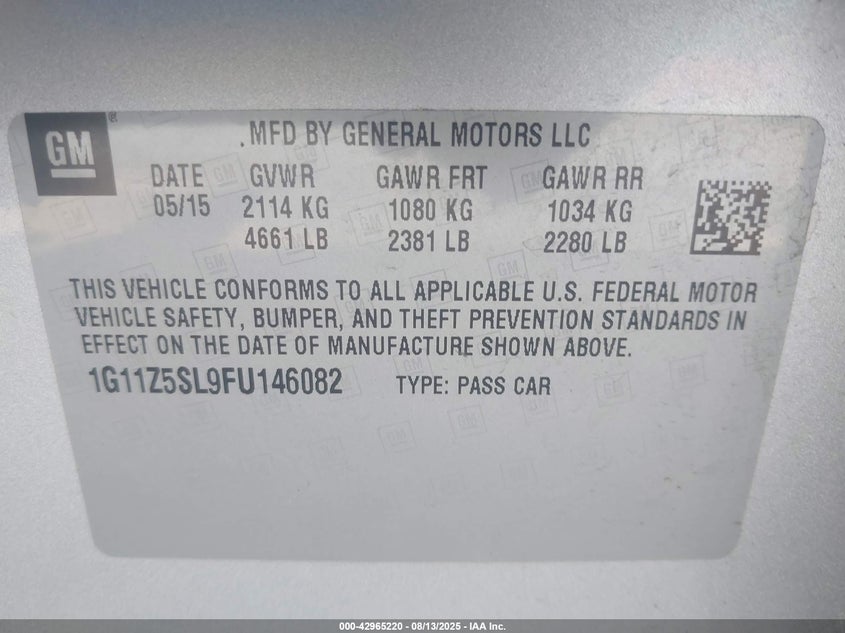 GM
.MFD BY GENERAL MOTORS LLC
DATE GVWR GAWR FRT GAWR RR
05/15 2114 KG 1080 KG 1034 KG
4661 LB 2381 LB 2280 LB
THIS VEHICLE CONFORMS TO ALL APPLICABLE U.S. FEDERAL MOTOR
VEHICLE SAFETY, BUMPER, AND THEFT PREVENTION STANDARDS IN
EFFECT ON THE DATE OF MANUFACTURE SHOWN ABOVE.
1G11Z5SL9FU146082 TYPE: PASS CAR
000-42965220 - 08/13/2025 - IAA Inc.